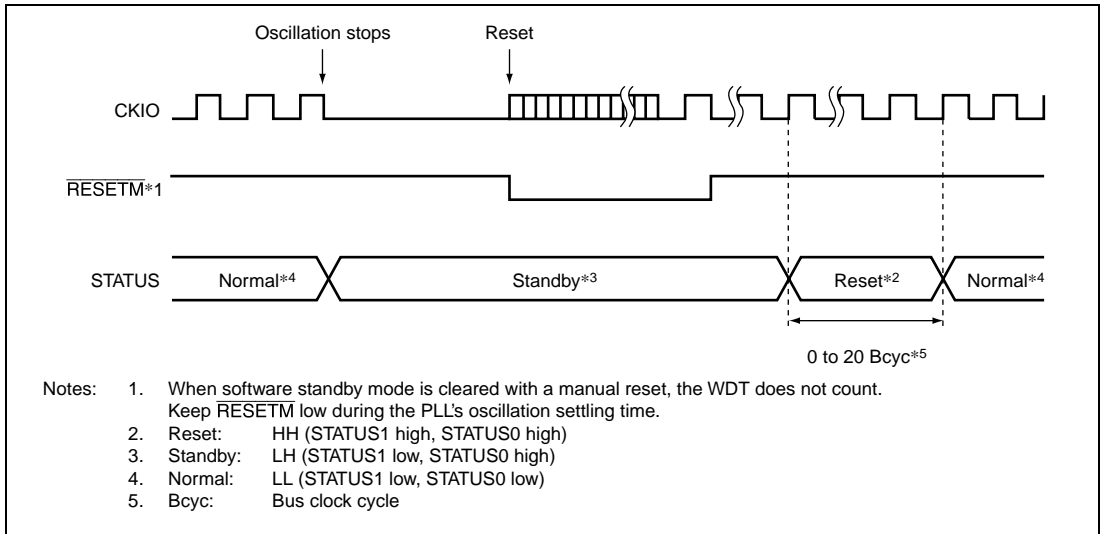 Oscillation stops Reset
CKIO
RESETM*1
STATUS Normal*4 Standby*3 Reset*2 Normal*4
0 to 20 Bcyc*5
Notes: 1. When software standby mode is cleared with a manual reset, the WDT does not count.
Keep RESETM low during the PLL's oscillation settling time.
2. Reset: HH (STATUS1 high, STATUS0 high)
3. Standby: LH (STATUS1 low, STATUS0 high)
4. Normal: LL (STATUS1 low, STATUS0 low)
5. Bcyc: Bus clock cycle